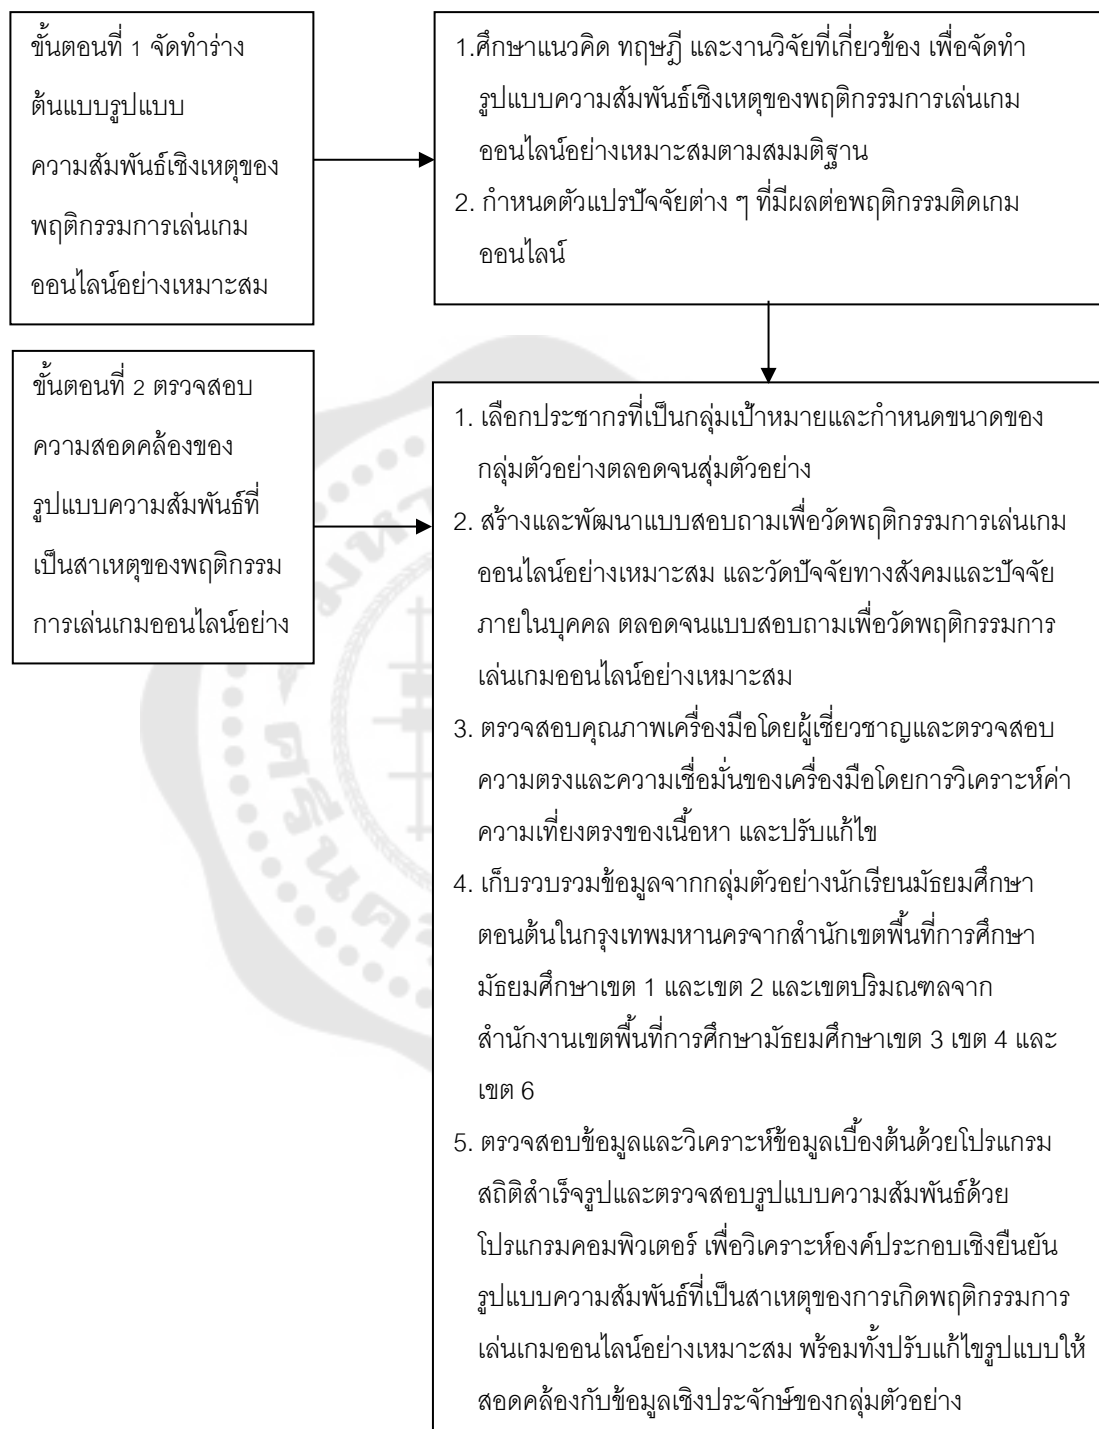 ขั้นตอนที่ 1 จัดทำร่าง
ต้นแบบรูปแบบ
ความสัมพันธ์เชิงเหตุของ
พฤติกรรมการเล่นเกม
ออนไลน์อย่างเหมาะสม
1.ศึกษาแนวคิด ทฤษฎี และงานวิจัยที่เกี่ยวข้อง เพื่อจัดทำ
รูปแบบความสัมพันธ์เชิงเหตุของพฤติกรรมการเล่นเกม
ออนไลน์อย่างเหมาะสมตามสมมติฐาน
2. กำหนดตัวแปรปัจจัยต่าง ๆ ที่มีผลต่อพฤติกรรมติดเกม
ออนไลน์
ขั้นตอนที่ 2 ตรวจสอบ
ความสอดคล้องของ
รูปแบบความสัมพันธ์ที่
เป็นสาเหตุของพฤติกรรม
การเล่นเกมออนไลน์อย่าง
1. เลือกประชากรที่เป็นกลุ่มเป้าหมายและกำหนดขนาดของ
กลุ่มตัวอย่างตลอดจนสุ่มตัวอย่าง
2. สร้างและพัฒนาแบบสอบถามเพื่อวัดพฤติกรรมการเล่นเกม
ออนไลน์อย่างเหมาะสม และวัดปัจจัยทางสังคมและปัจจัย
ภายในบุคคล ตลอดจนแบบสอบถามเพื่อวัดพฤติกรรมการ
เล่นเกมออนไลน์อย่างเหมาะสม
3. ตรวจสอบคุณภาพเครื่องมือโดยผู้เชี่ยวชาญและตรวจสอบ
ความตรงและความเชื่อมั่นของเครื่องมือโดยการวิเคราะห์ค่า
ความเที่ยงตรงของเนื้อหา และปรับแก้ไข
4. เก็บรวบรวมข้อมูลจากกลุ่มตัวอย่างนักเรียนมัธยมศึกษา
ตอนต้นในกรุงเทพมหานครจากสำนักเขตพื้นที่การศึกษา
มัธยมศึกษาเขต 1 และเขต 2 และเขตปริมณฑลจาก
สำนักงานเขตพื้นที่การศึกษามัธยมศึกษาเขต 3 เขต 4 และ
เขต 6
5. ตรวจสอบข้อมูลและวิเคราะห์ข้อมูลเบื้องต้นด้วยโปรแกรม
สถิติสำเร็จรูปและตรวจสอบรูปแบบความสัมพันธ์ด้วย
โปรแกรมคอมพิวเตอร์ เพื่อวิเคราะห์องค์ประกอบเชิงยืนยัน
รูปแบบความสัมพันธ์ที่เป็นสาเหตุของการเกิดพฤติกรรมการ
เล่นเกมออนไลน์อย่างเหมาะสม พร้อมทั้งปรับแก้ไขรูปแบบให้
สอดคล้องกับข้อมูลเชิงประจักษ์ของกลุ่มตัวอย่าง